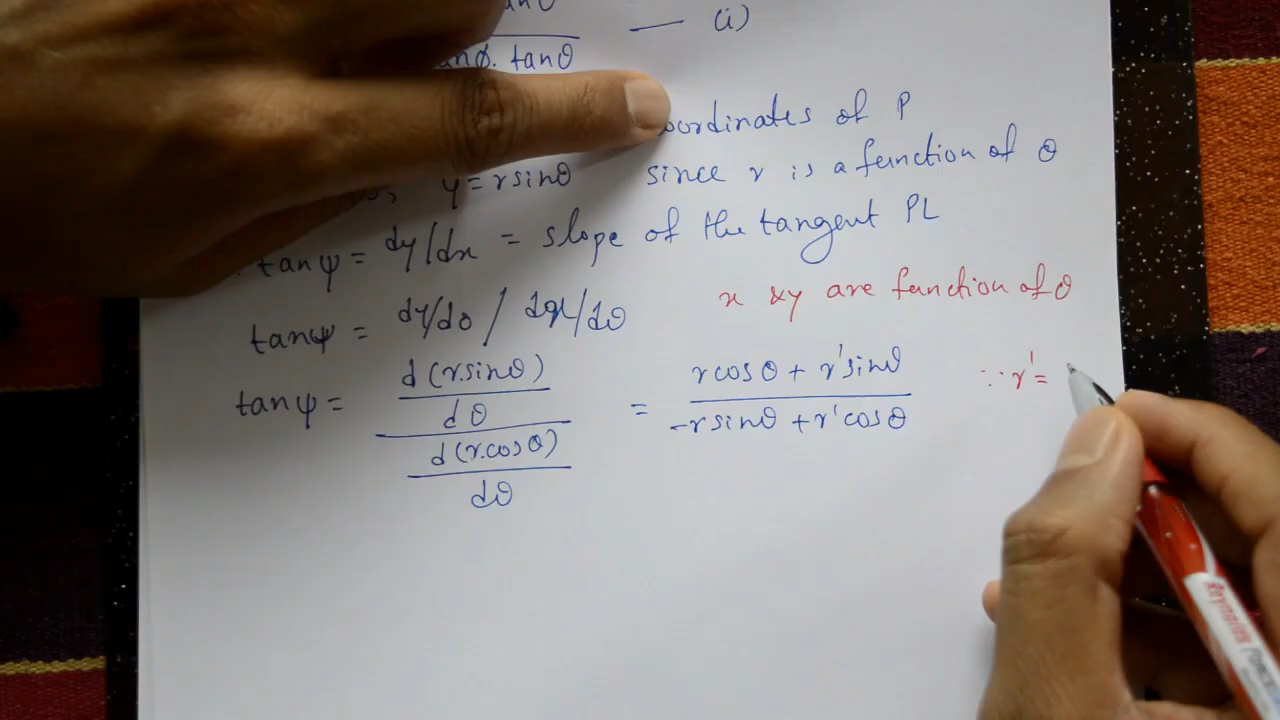 — (i)
tanθ
oordinates of P
y = r sinθ since r is a function of θ
tanψ = dy/dx = slope of the tangent PL
tanψ = dy/dθ / dx/dθ x & y are function of θ
tanψ = d(r.sinθ)/dθ / d(r.cosθ)/dθ = r cosθ + r' sinθ / -r sinθ + r' cosθ ∵ r' =
Reynolds